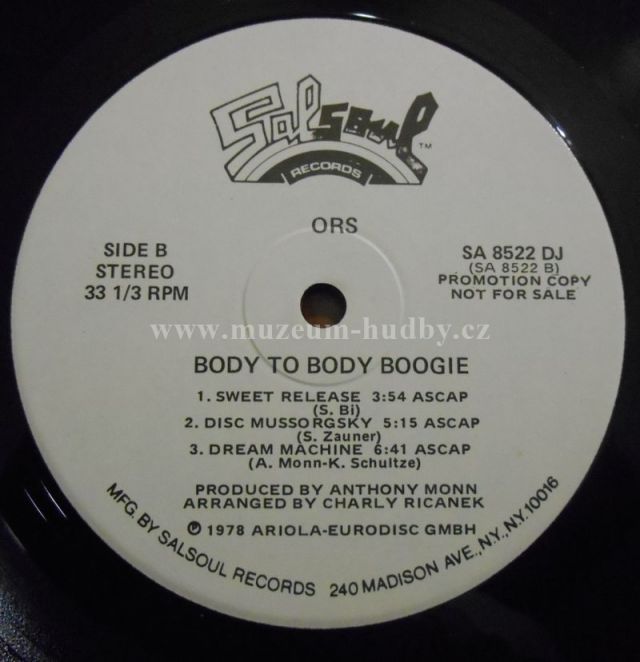 Salsoul
™
RECORDS
ORS
SIDE B
STEREO
33 1/3 RPM
SA 8522 DJ
(SA 8522 B)
PROMOTION COPY
NOT FOR SALE
www.muzeum-hudby.cz
BODY TO BODY BOOGIE
1. SWEET RELEASE 3:54 ASCAP
(S. Bi)
2. DISC MUSSORGSKY 5:15 ASCAP
(S. Zauner)
3. DREAM MACHINE 6:41 ASCAP
(A. Monn-K. Schultze)
PRODUCED BY ANTHONY MONN
ARRANGED BY CHARLY RICANEK
℗ 1978 ARIOLA-EURODISC GMBH
MFG. BY SALSOUL RECORDS 240 MADISON AVE., N.Y., N.Y. 10016